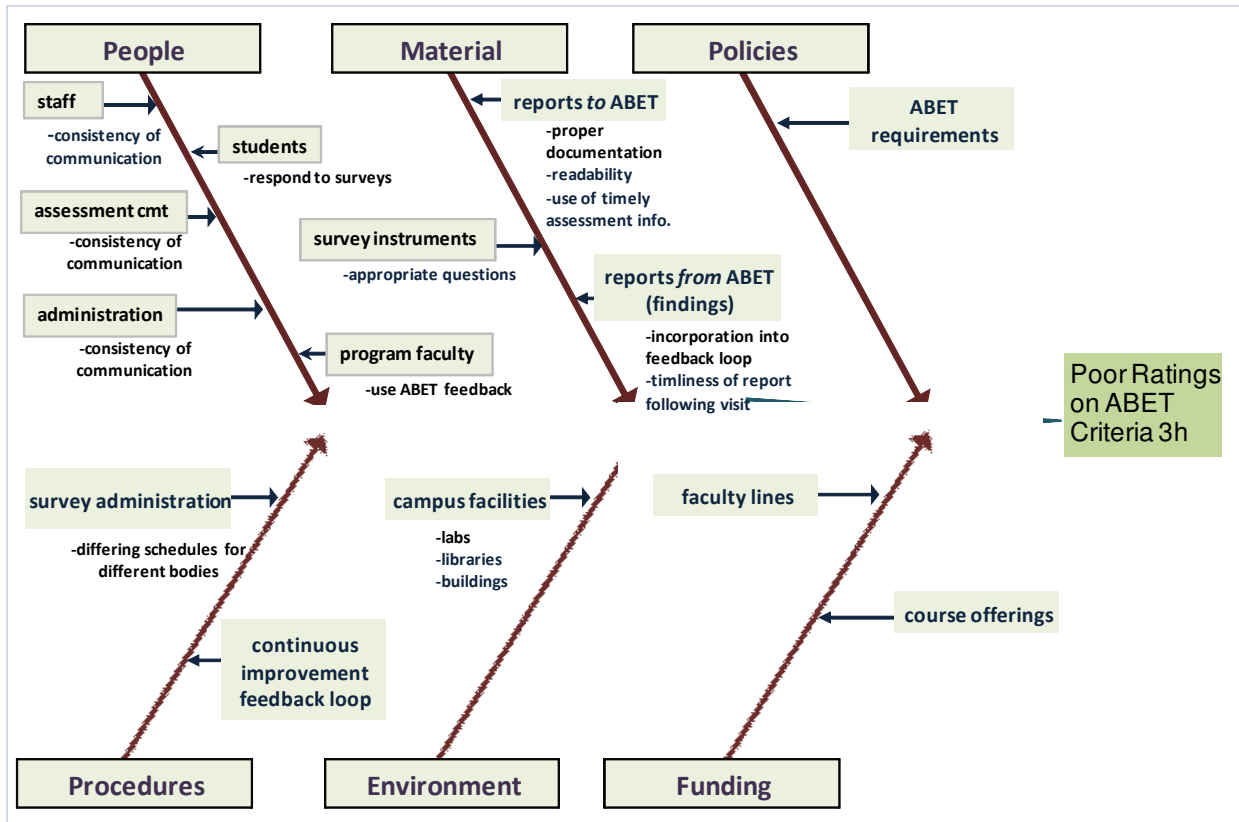 People
Material
Policies
staff
-consistency of
communication
students
-respond to surveys
assessment cmt
-consistency of
communication
administration
-consistency of
communication
program faculty
-use ABET feedback
reports to ABET
-proper
documentation
-readability
-use of timely
assessment info.
survey instruments
-appropriate questions
reports from ABET
(findings)
-incorporation into
feedback loop
-timliness of report
following visit
ABET
requirements
Poor Ratings
on ABET
Criteria 3h
survey administration
-differing schedules for
different bodies
continuous
improvement
feedback loop
campus facilities
-labs
-libraries
-buildings
faculty lines
course offerings
Procedures
Environment
Funding